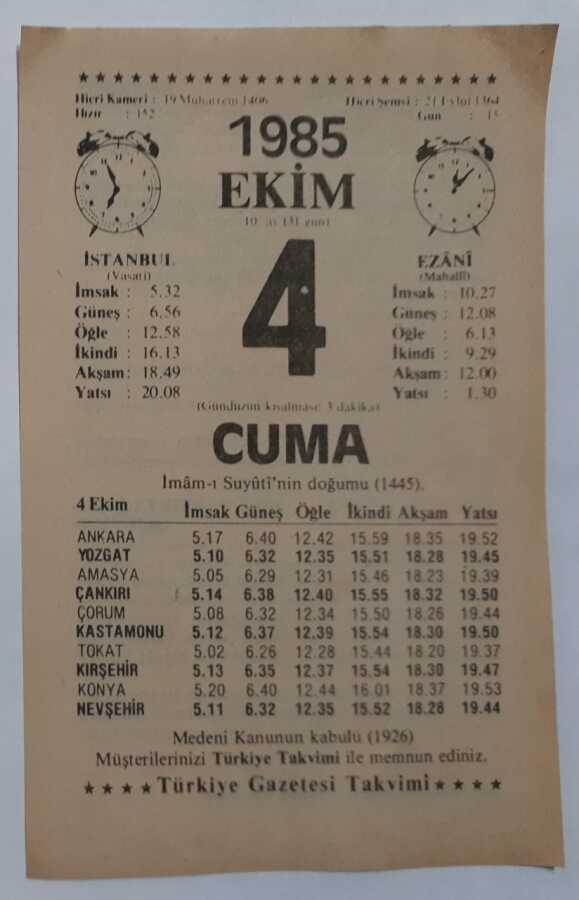 Hicri Kameri : 19 Muharrem 1406
Hicri Şemsi : 21 Eylül 1364
Hızır : 152
Gün : 15
1985
EKİM
10. ay (31 gün)
4
İSTANBUL
(Vasati)
İmsak : 5.32
Güneş : 6.56
Öğle : 12.58
İkindi : 16.13
Akşam : 18.49
Yatsı : 20.08
EZÂNÎ
(Mahallî)
İmsak : 10.27
Güneş : 12.08
Öğle : 6.13
İkindi : 9.29
Akşam : 12.00
Yatsı : 1.30
(Gündüzün kısalması: 3 dakika)
CUMA
İmâm-ı Suyûtî'nin doğumu (1445).
4 Ekim İmsak Güneş Öğle İkindi Akşam Yatsı
ANKARA 5.17 6.40 12.42 15.59 18.35 19.52
YOZGAT 5.10 6.32 12.35 15.51 18.28 19.45
AMASYA 5.05 6.29 12.31 15.46 18.23 19.39
ÇANKIRI 5.14 6.38 12.40 15.55 18.32 19.50
ÇORUM 5.08 6.32 12.34 15.50 18.26 19.44
KASTAMONU 5.12 6.37 12.39 15.54 18.30 19.50
TOKAT 5.02 6.26 12.28 15.44 18.20 19.37
KIRŞEHİR 5.13 6.35 12.37 15.54 18.30 19.47
KONYA 5.20 6.40 12.44 16.01 18.37 19.53
NEVŞEHİR 5.11 6.32 12.35 15.52 18.28 19.44
Medeni Kanunun kabulü (1926)
Müşterilerinizi Türkiye Takvimi ile memnun ediniz.
Türkiye Gazetesi Takvimi